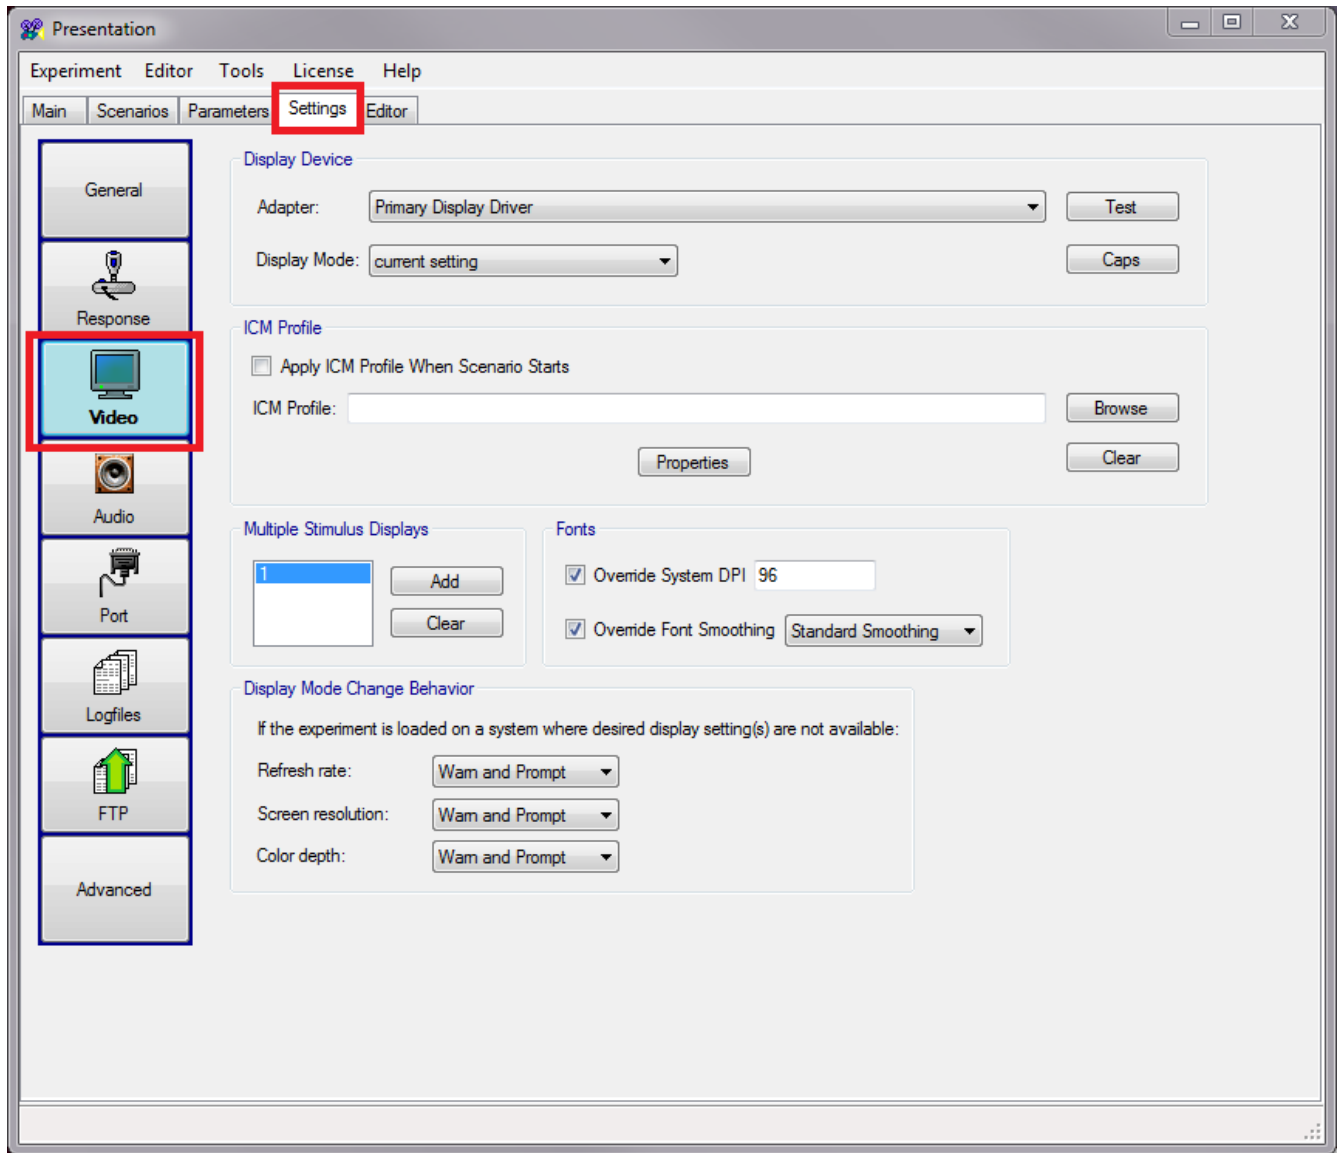 Presentation
Experiment Editor Tools License Help
Main Scenarios Parameters Settings Editor
General
Response
Video
Audio
Port
Logfiles
FTP
Advanced
Display Device
Adapter: Primary Display Driver Test
Display Mode: current setting Caps
ICM Profile
Apply ICM Profile When Scenario Starts
ICM Profile: Browse
Properties Clear
Multiple Stimulus Displays
1
Add
Clear
Fonts
Override System DPI 96
Override Font Smoothing Standard Smoothing
Display Mode Change Behavior
If the experiment is loaded on a system where desired display setting(s) are not available:
Refresh rate: Warn and Prompt
Screen resolution: Warn and Prompt
Color depth: Warn and Prompt